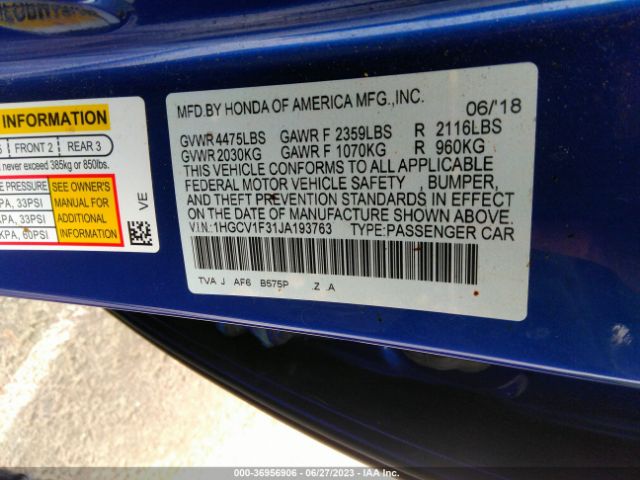 MFD.BY HONDA OF AMERICA MFG.,INC. 06/'18
GVWR 4475LBS GAWR F 2359LBS R 2116LBS
GVWR 2030KG GAWR F 1070KG R 960KG
THIS VEHICLE CONFORMS TO ALL APPLICABLE
FEDERAL MOTOR VEHICLE SAFETY , BUMPER,
AND THEFT PREVENTION STANDARDS IN EFFECT
ON THE DATE OF MANUFACTURE SHOWN ABOVE.
V.I.N.:1HGCV1F31JA193763 TYPE:PASSENGER CAR
TVA J AF6 B575P .Z .A
INFORMATION
FRONT 2 REAR 3
never exceed 385kg or 850lbs.
PRESSURE SEE OWNER'S
33PSI MANUAL FOR
33PSI ADDITIONAL
KPA, 60PSI INFORMATION
VE
000-36956906 - 06/27/2023 - IAA Inc.